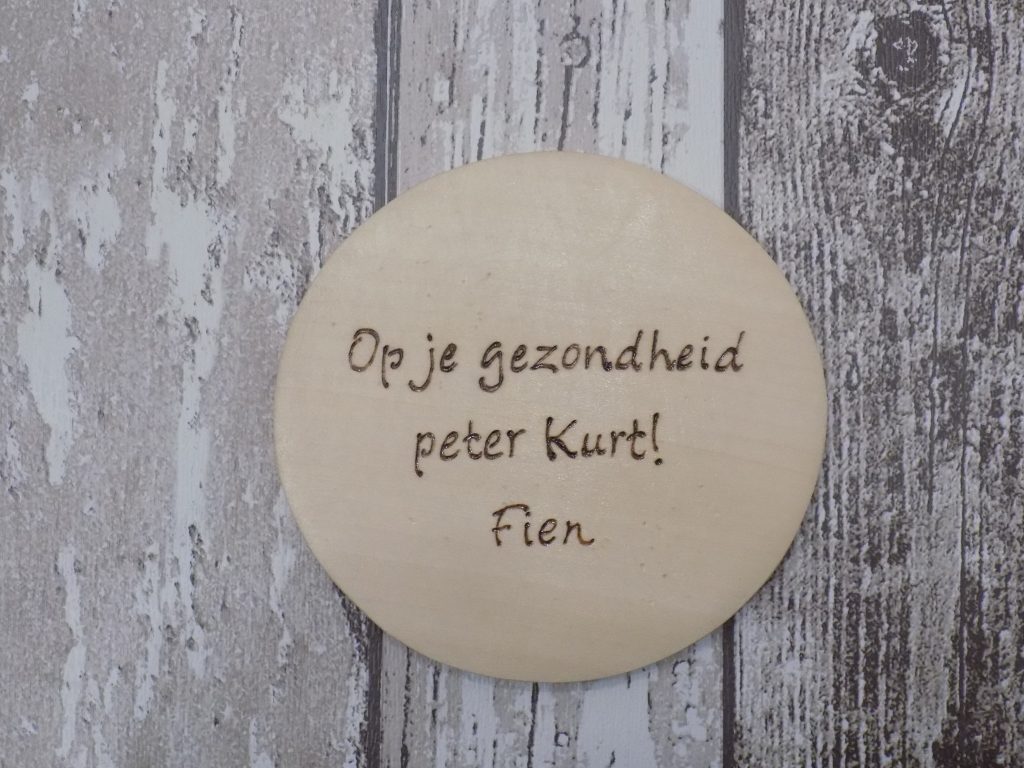 Op je gezondheid
peter Kurt!
Fien